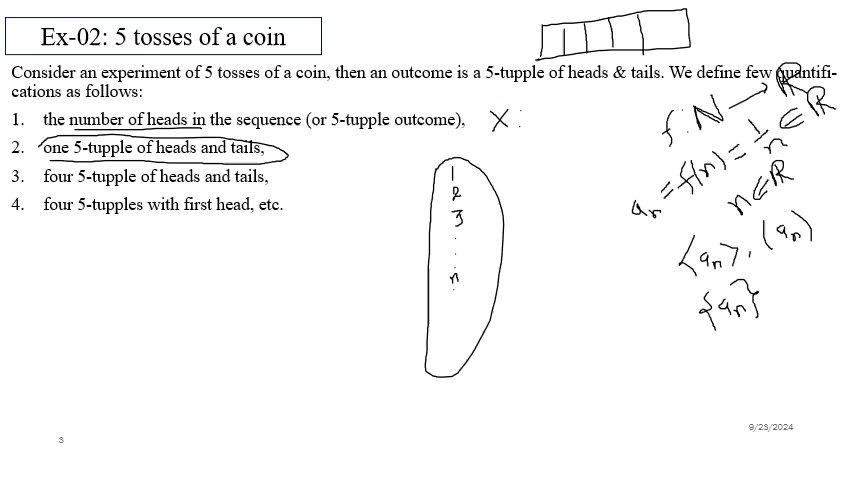 Ex-02: 5 tosses of a coin
Consider an experiment of 5 tosses of a coin, then an outcome is a 5-tupple of heads & tails. We define few quantifi-
cations as follows:
1. the number of heads in the sequence (or 5-tupple outcome), X :
2. one 5-tupple of heads and tails,
3. four 5-tupple of heads and tails,
4. four 5-tupples with first head, etc.
f: N → R
aₙ = f(n) = 1/n ∈ R
n ∈ R
<aₙ>, (aₙ)
{aₙ}
1
2
3
.
.
n
.
9/23/2024
3